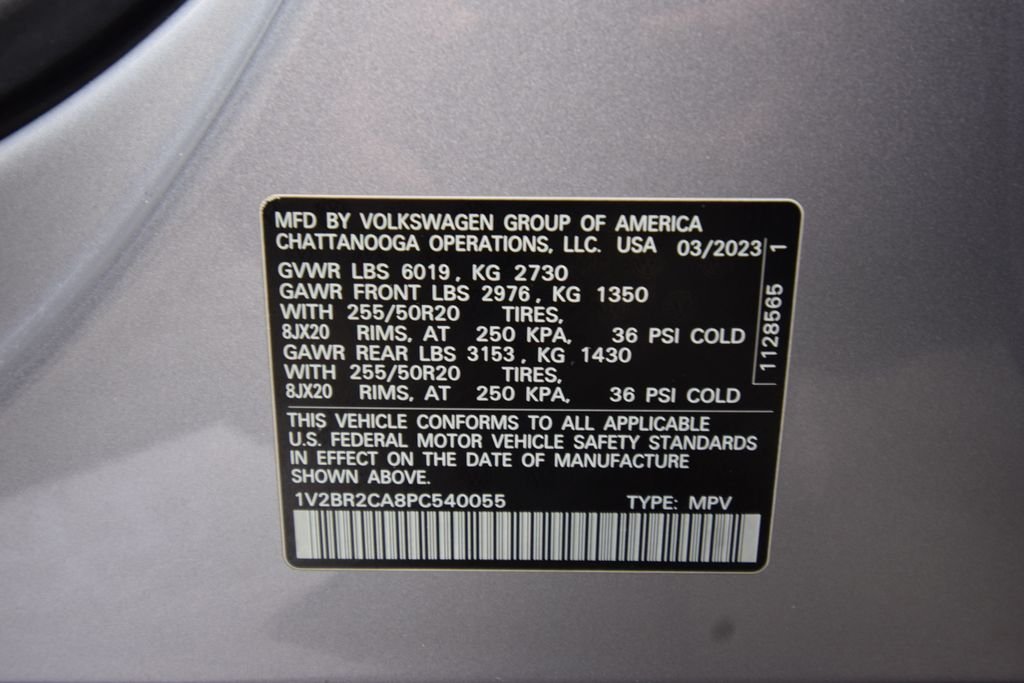 MFD BY VOLKSWAGEN GROUP OF AMERICA
CHATTANOOGA OPERATIONS, LLC. USA 03/2023
GVWR LBS 6019, KG 2730
GAWR FRONT LBS 2976, KG 1350
WITH 255/50R20 TIRES,
8JX20 RIMS, AT 250 KPA, 36 PSI COLD
GAWR REAR LBS 3153, KG 1430
WITH 255/50R20 TIRES,
8JX20 RIMS, AT 250 KPA, 36 PSI COLD
1128565 1
THIS VEHICLE CONFORMS TO ALL APPLICABLE
U.S. FEDERAL MOTOR VEHICLE SAFETY STANDARDS
IN EFFECT ON THE DATE OF MANUFACTURE
SHOWN ABOVE.
1V2BR2CA8PC540055 TYPE: MPV